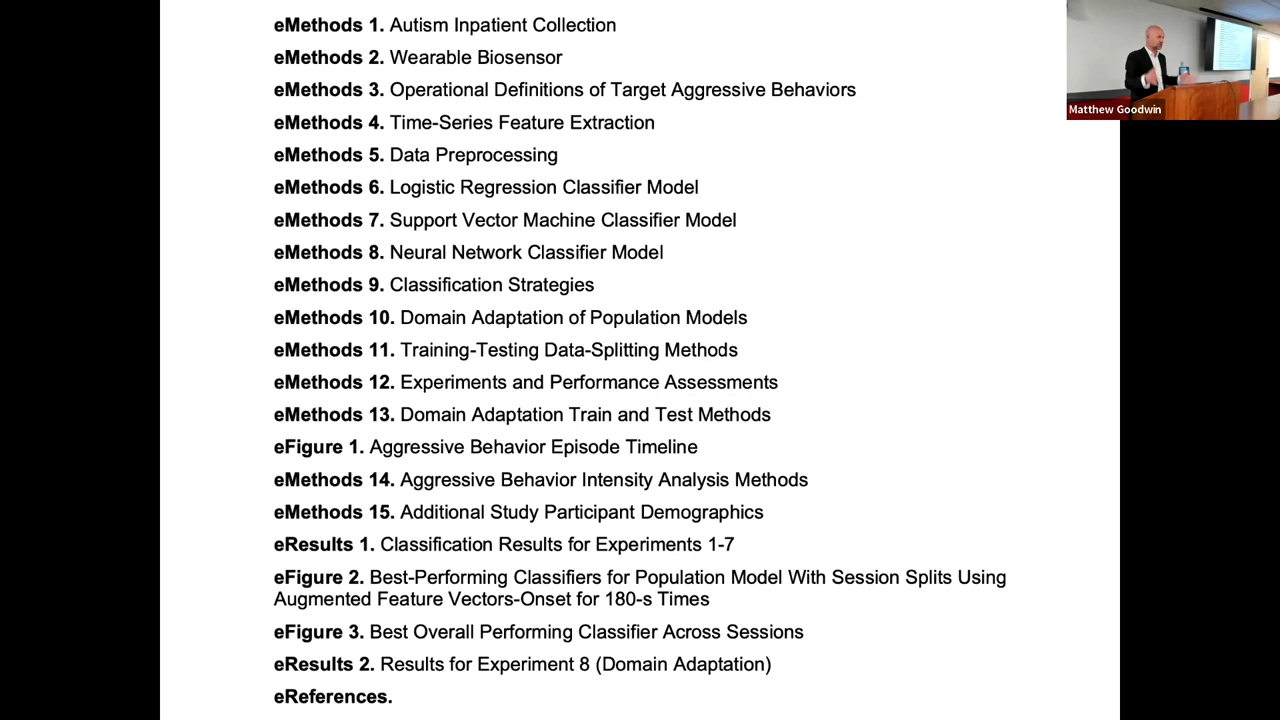 eMethods 1. Autism Inpatient Collection
eMethods 2. Wearable Biosensor
eMethods 3. Operational Definitions of Target Aggressive Behaviors
eMethods 4. Time-Series Feature Extraction
eMethods 5. Data Preprocessing
eMethods 6. Logistic Regression Classifier Model
eMethods 7. Support Vector Machine Classifier Model
eMethods 8. Neural Network Classifier Model
eMethods 9. Classification Strategies
eMethods 10. Domain Adaptation of Population Models
eMethods 11. Training-Testing Data-Splitting Methods
eMethods 12. Experiments and Performance Assessments
eMethods 13. Domain Adaptation Train and Test Methods
eFigure 1. Aggressive Behavior Episode Timeline
eMethods 14. Aggressive Behavior Intensity Analysis Methods
eMethods 15. Additional Study Participant Demographics
eResults 1. Classification Results for Experiments 1-7
eFigure 2. Best-Performing Classifiers for Population Model With Session Splits Using
Augmented Feature Vectors-Onset for 180-s Times
eFigure 3. Best Overall Performing Classifier Across Sessions
eResults 2. Results for Experiment 8 (Domain Adaptation)
eReferences.
Matthew Goodwin